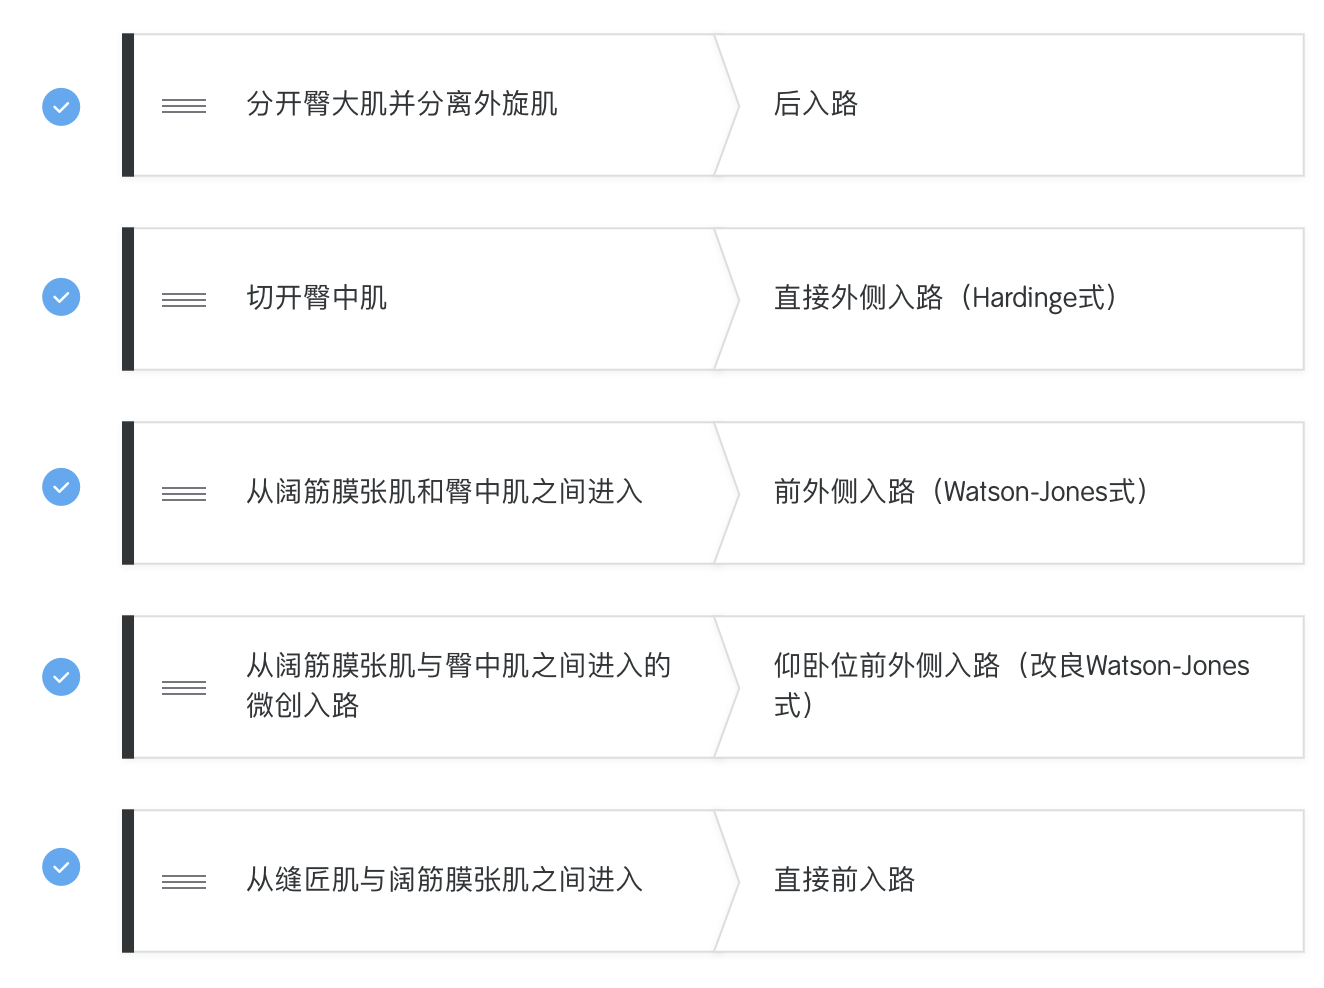 分开臀大肌并分离外旋肌
后入路
切开臀中肌
直接外侧入路（Hardinge式）
从阔筋膜张肌和臀中肌之间进入
前外侧入路（Watson-Jones式）
从阔筋膜张肌与臀中肌之间进入的
微创入路
仰卧位前外侧入路（改良Watson-Jones
式）
从缝匠肌与阔筋膜张肌之间进入
直接前入路